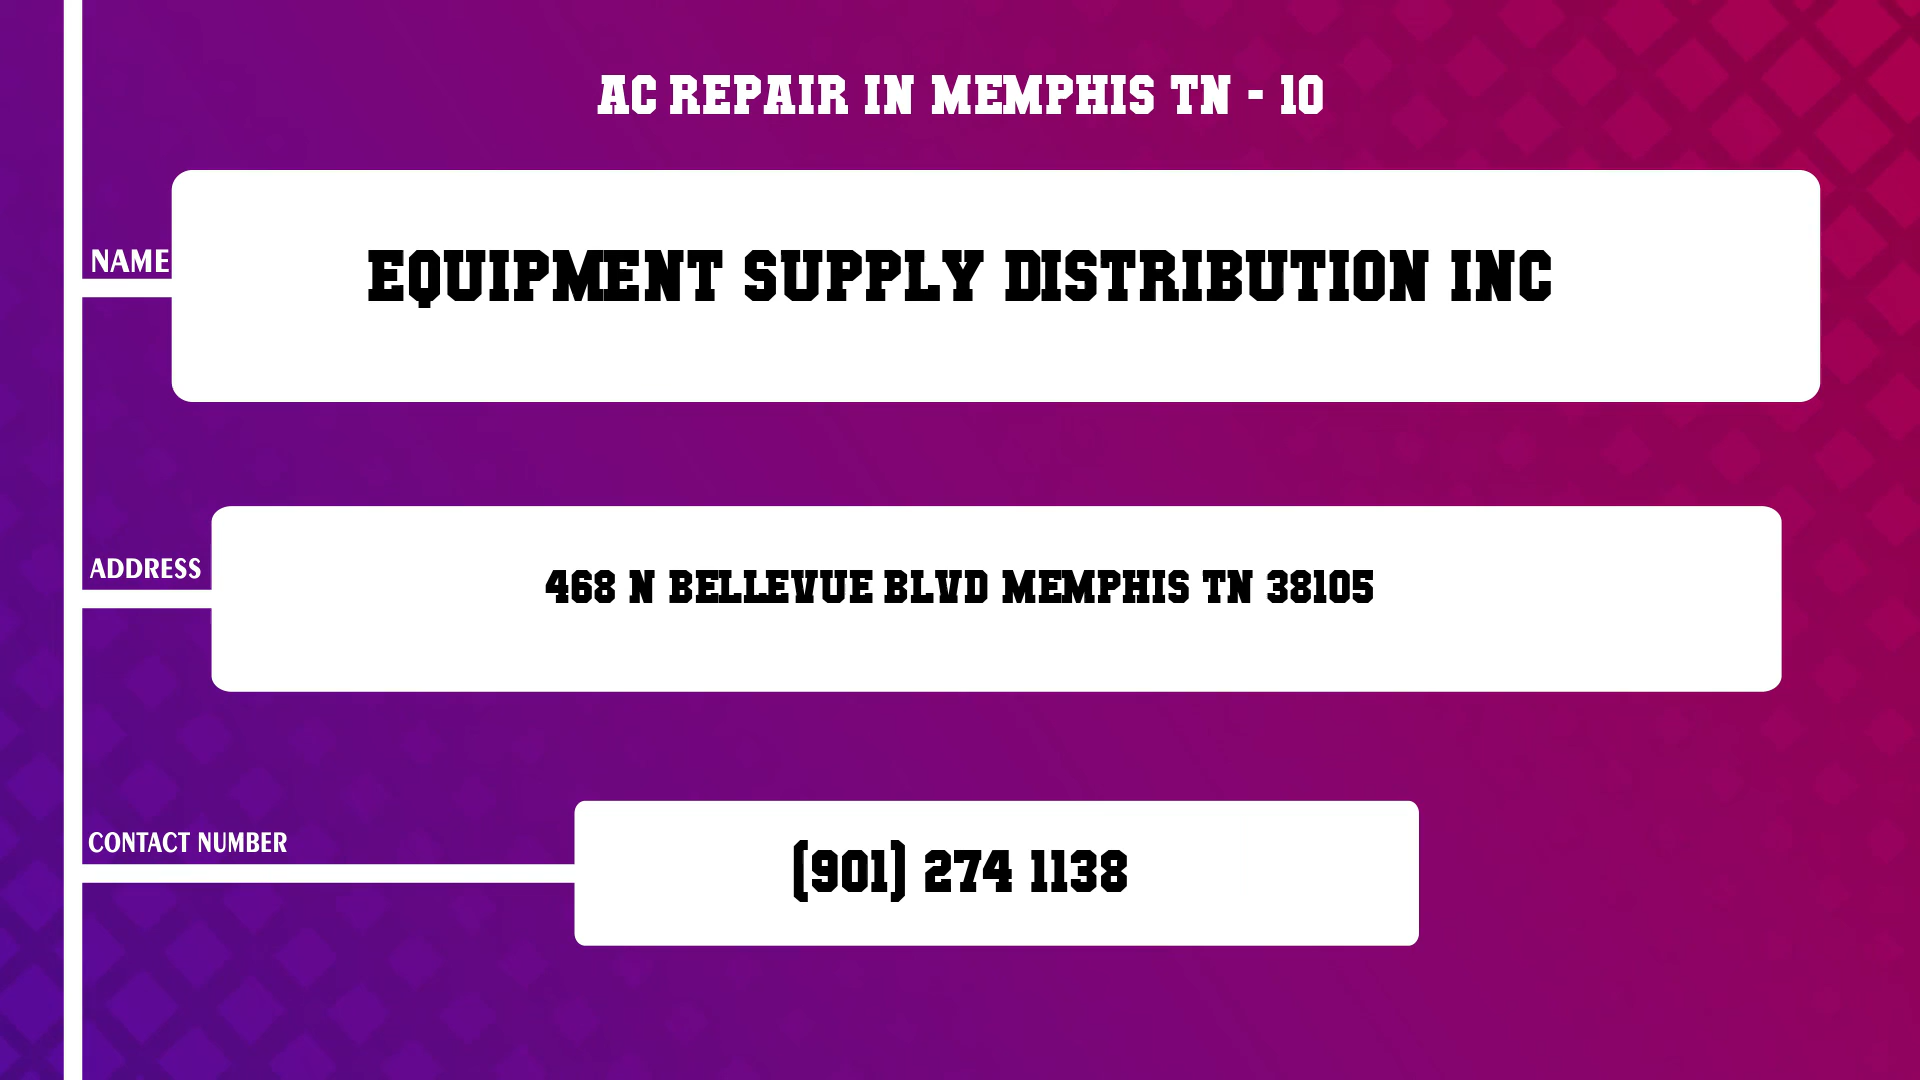 AC REPAIR IN MEMPHIS TN - 10
NAME
EQUIPMENT SUPPLY DISTRIBUTION INC
ADDRESS
468 N BELLEVUE BLVD MEMPHIS TN 38105
CONTACT NUMBER
(901) 274 1138